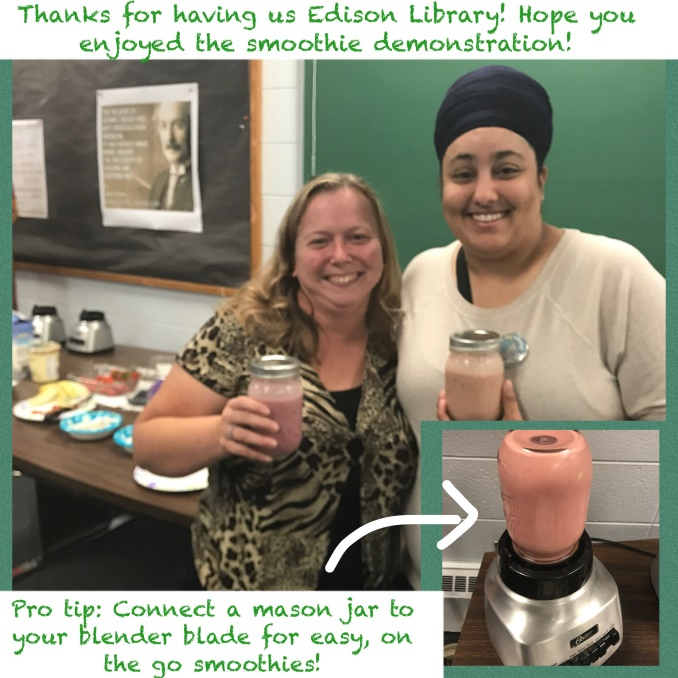 Thanks for having us Edison Library! Hope you
enjoyed the smoothie demonstration!
Pro tip: Connect a mason jar to
your blender blade for easy, on
the go smoothies!